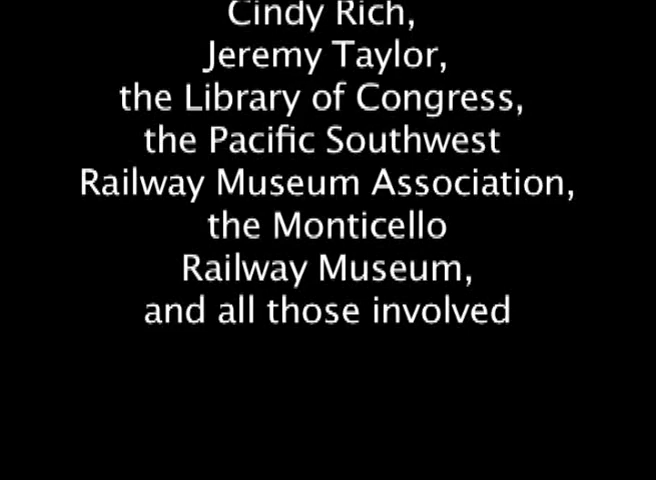 Cindy Rich,
Jeremy Taylor,
the Library of Congress,
the Pacific Southwest
Railway Museum Association,
the Monticello
Railway Museum,
and all those involved